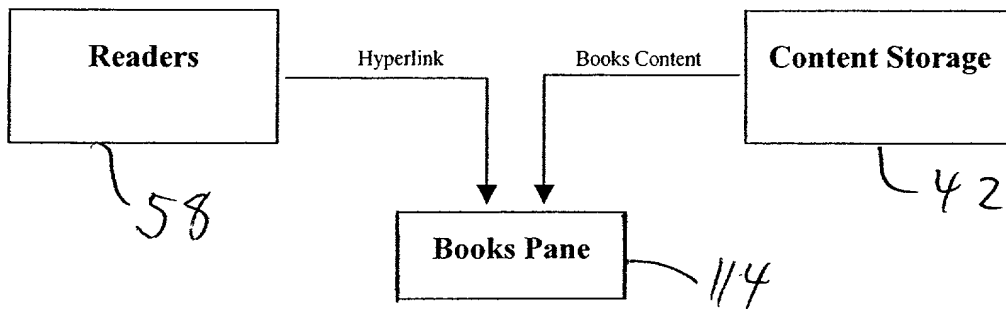 Readers
Hyperlink
Books Content
Content Storage
58
42
Books Pane
114